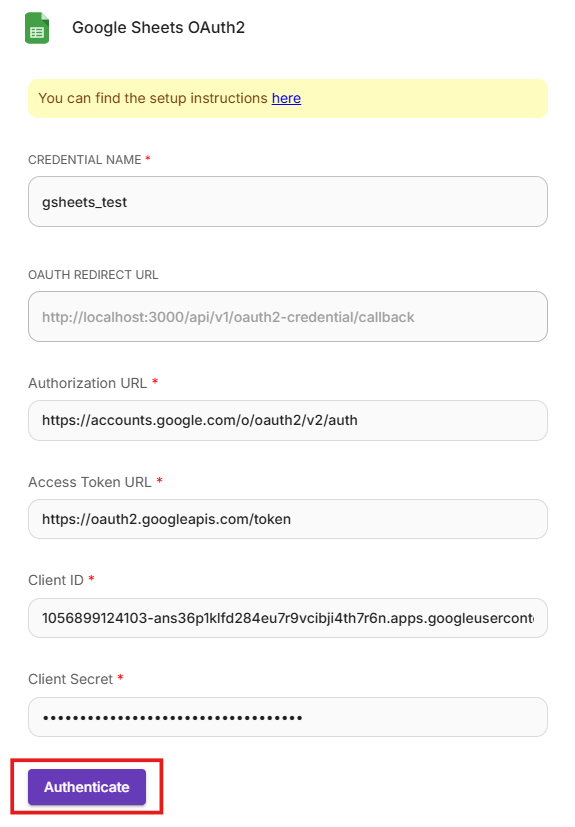 Google Sheets OAuth2
You can find the setup instructions here
CREDENTIAL NAME *
gsheets_test
OAUTH REDIRECT URL
http://localhost:3000/api/v1/oauth2-credential/callback
Authorization URL *
https://accounts.google.com/o/oauth2/v2/auth
Access Token URL *
https://oauth2.googleapis.com/token
Client ID *
1056899124103-ans36p1klfd284eu7r9vcibji4th7r6n.apps.googleusercont
Client Secret *
••••••••••••••••••••••••••••••••••• 
Authenticate